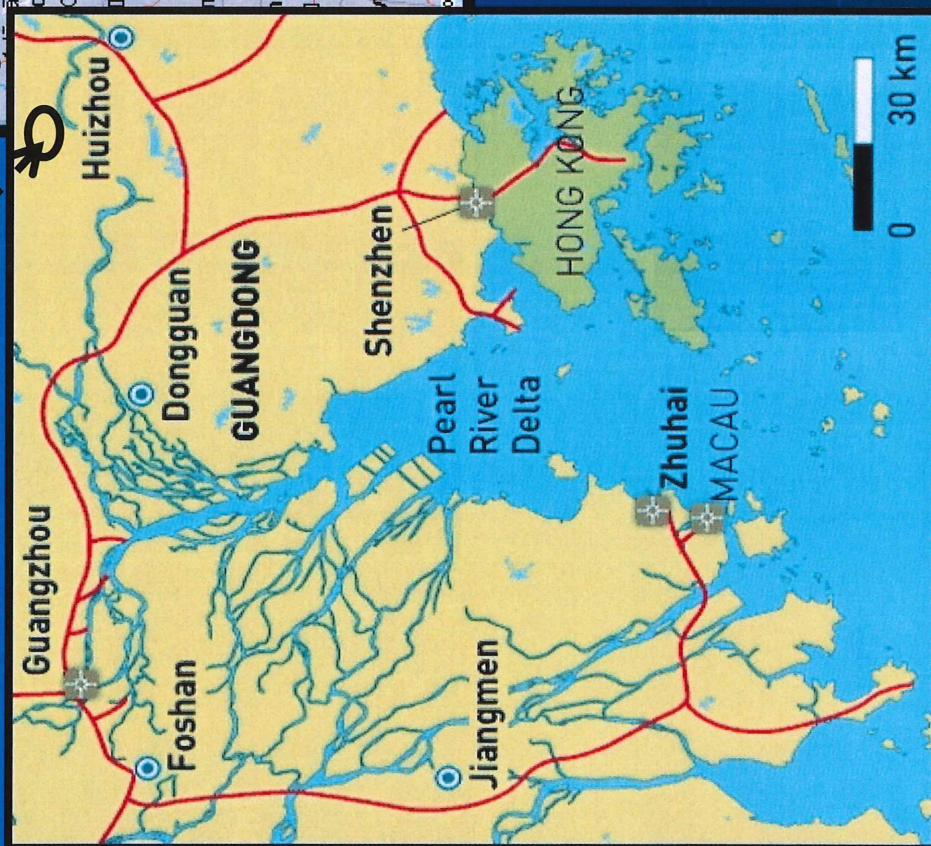 Guangzhou
Huizhou
Foshan
Dongguan
GUANGDONG
Shenzhen
Pearl
River
Delta
HONG KONG
Jiangmen
Zhuhai
MACAU
0
30 km